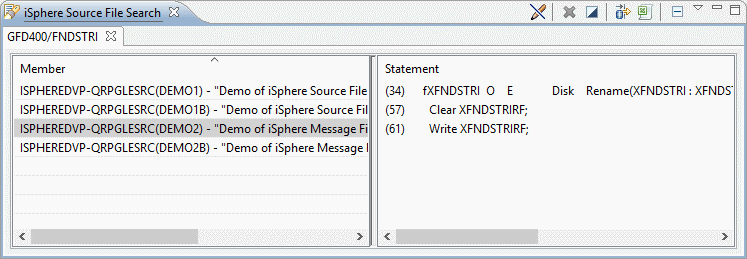 iSphere Source File Search
GFD400/FNDSTRI
Member
ISPHEREDVP-QRPGLESRC(DEMO1) - "Demo of iSphere Source File
ISPHEREDVP-QRPGLESRC(DEMO1B) - "Demo of iSphere Source Fi
ISPHEREDVP-QRPGLESRC(DEMO2) - "Demo of iSphere Message Fi
ISPHEREDVP-QRPGLESRC(DEMO2B) - "Demo of iSphere Message
Statement
(34) fXFNDSTRI O E Disk Rename(XFNDSTRI : XFNDS
(57) Clear XFNDSTRIRF;
(61) Write XFNDSTRIRF;